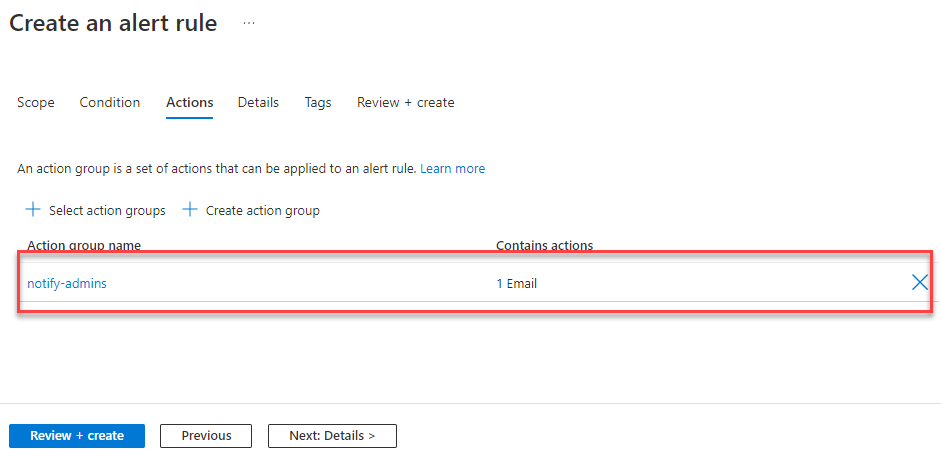 Create an alert rule ...
Scope Condition Actions Details Tags Review + create
An action group is a set of actions that can be applied to an alert rule. Learn more
Select action groups Create action group
Action group name Contains actions
notify-admins 1 Email
Review + create Previous Next: Details >